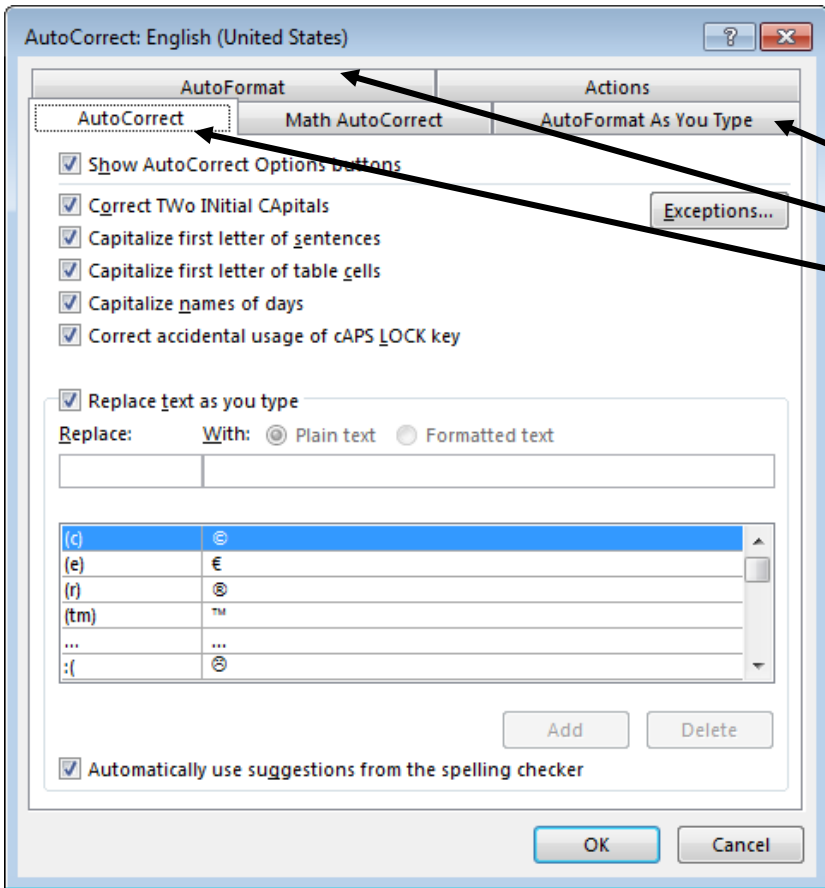 AutoCorrect: English (United States)
AutoFormat Actions
AutoCorrect Math AutoCorrect AutoFormat As You Type
Show AutoCorrect Options buttons
Correct TWo INitial CApitals Exceptions...
Capitalize first letter of sentences
Capitalize first letter of table cells
Capitalize names of days
Correct accidental usage of cAPS LOCK key
Replace text as you type
Replace: With: Plain text Formatted text
(c) ©
(e) €
(r) ®
(tm) ™
... ...
:( ☹
Add Delete
Automatically use suggestions from the spelling checker
OK Cancel